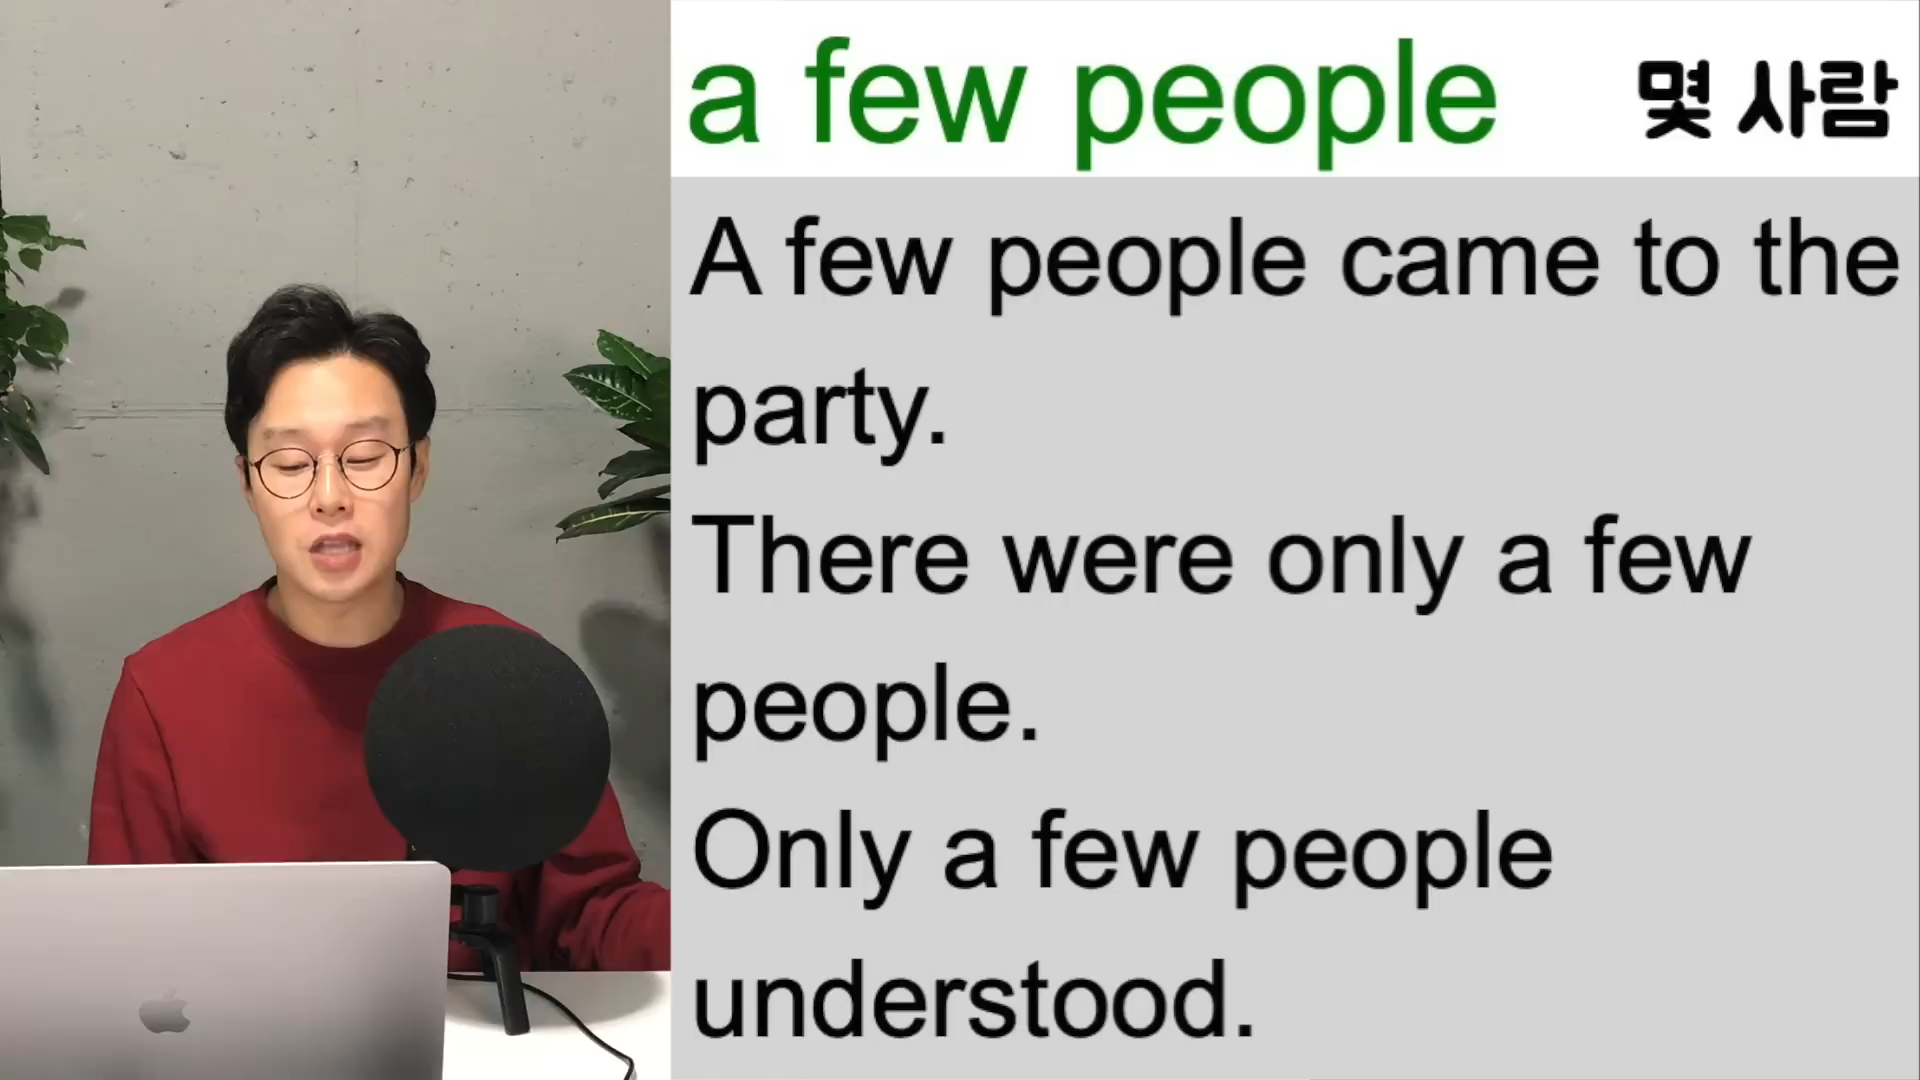 a few people 몇 사람
A few people came to the
party.
There were only a few
people.
Only a few people
understood.